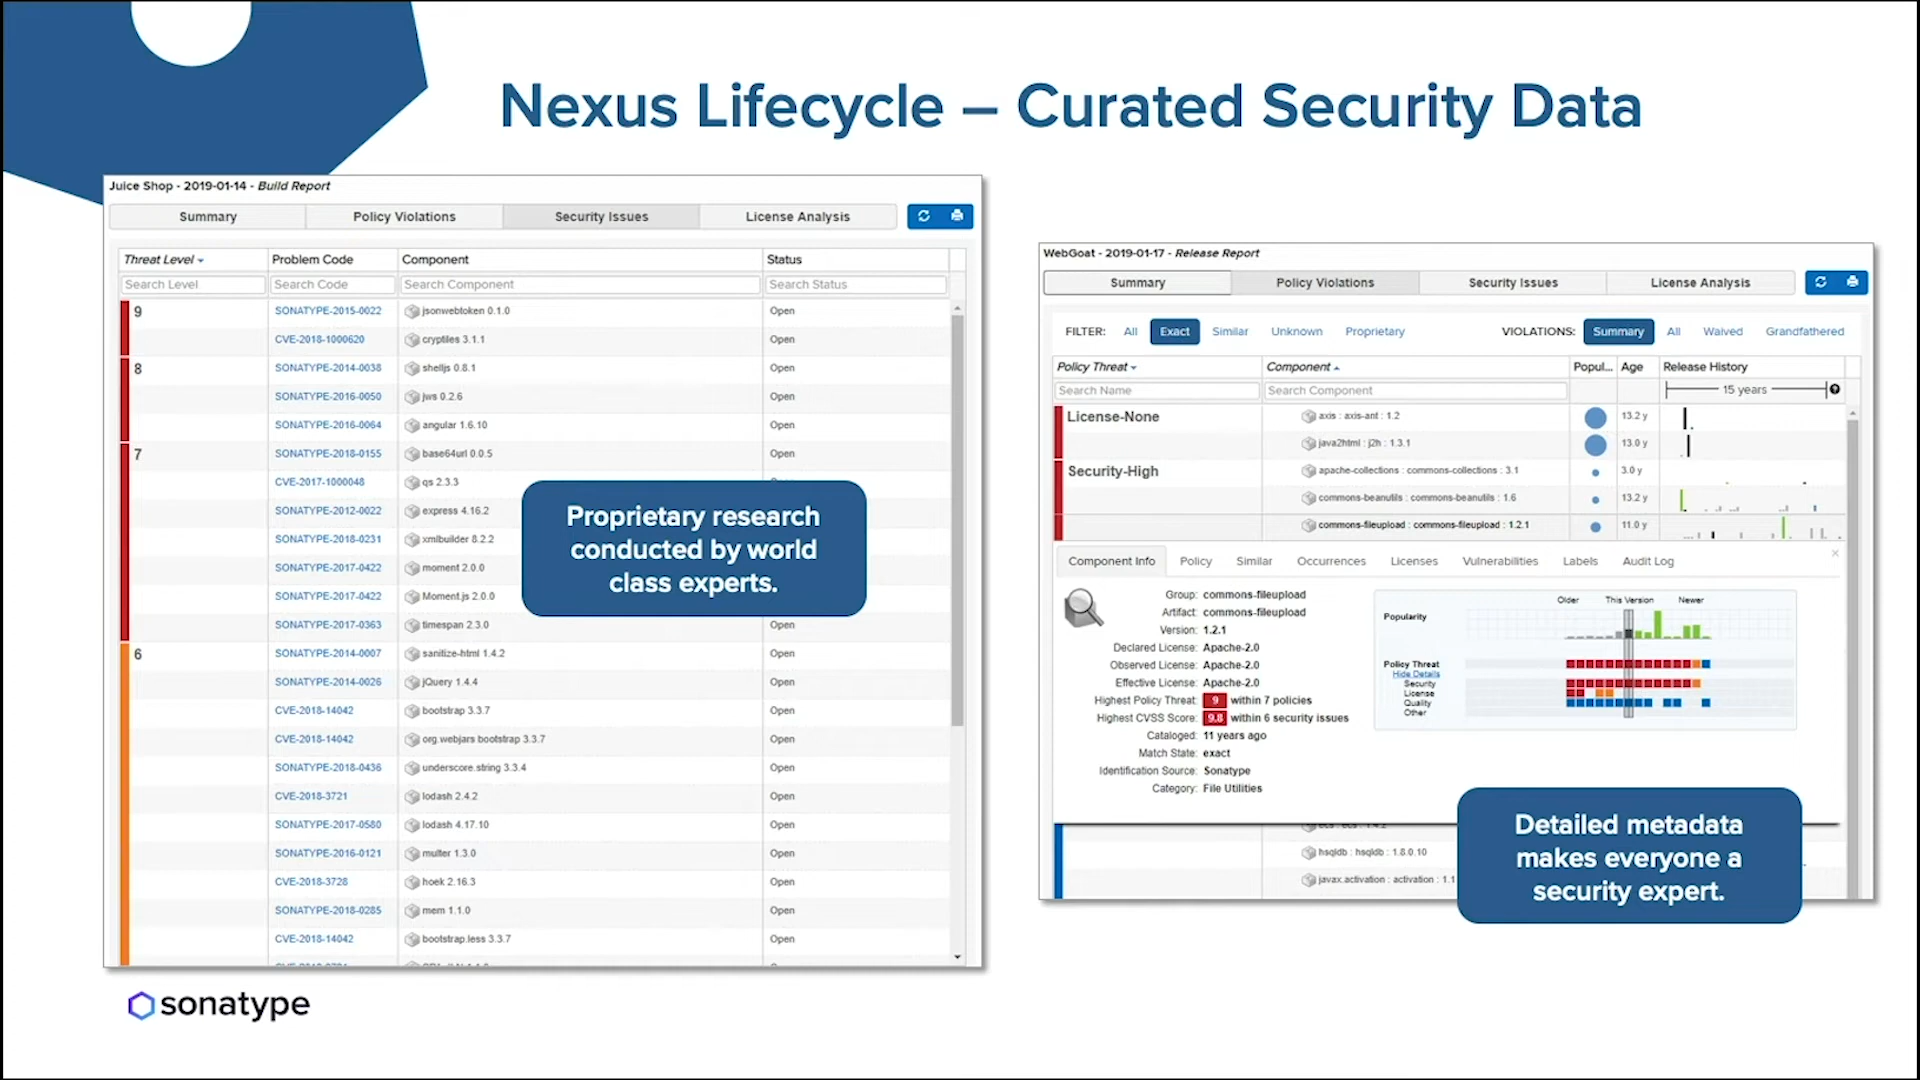 Nexus Lifecycle – Curated Security Data
Juice Shop - 2019-01-14 - Build Report
Summary Policy Violations Security Issues License Analysis
Threat Level Problem Code Component Status
Search Level Search Code Search Component Search Status
9 SONATYPE-2015-0022 jsonwebtoken 0.1.0 Open
CVE-2018-1000620 cryptiles 3.1.1 Open
8 SONATYPE-2014-0038 shelljs 0.8.1 Open
SONATYPE-2016-0050 jws 0.2.6 Open
SONATYPE-2016-0064 angular 1.6.10 Open
7 SONATYPE-2018-0155 base64url 0.0.5 Open
CVE-2017-1000048 qs 2.3.3
SONATYPE-2012-0022 express 4.16.2
SONATYPE-2018-0231 xmlbuilder 8.2.2
SONATYPE-2017-0422 moment 2.0.0
SONATYPE-2017-0422 Moment.js 2.0.0
SONATYPE-2017-0363 timespan 2.3.0 Open
6 SONATYPE-2014-0007 sanitize-html 1.4.2 Open
SONATYPE-2014-0026 jQuery 1.4.4 Open
CVE-2018-14042 bootstrap 3.3.7 Open
CVE-2018-14042 org.webjars bootstrap 3.3.7 Open
SONATYPE-2018-0436 underscore.string 3.3.4 Open
CVE-2018-3721 lodash 2.4.2 Open
SONATYPE-2017-0580 lodash 4.17.10 Open
SONATYPE-2016-0121 multer 1.3.0 Open
CVE-2018-3728 hoek 2.16.3 Open
SONATYPE-2018-0285 mem 1.1.0 Open
CVE-2018-14042 bootstrap.less 3.3.7 Open
Proprietary research
conducted by world
class experts.
WebGoat - 2019-01-17 - Release Report
Summary Policy Violations Security Issues License Analysis
FILTER: All Exact Similar Unknown Proprietary VIOLATIONS: Summary All Waived Grandfathered
Policy Threat Component Popul... Age Release History
Search Name Search Component 15 years
License-None axis : axis-ant : 1.2 13.2 y
java2html : j2h : 1.3.1 13.0 y
Security-High apache-collections : commons-collections : 3.1 3.0 y
commons-beanutils : commons-beanutils : 1.6 13.2 y
commons-fileupload : commons-fileupload : 1.2.1 11.0 y
Component Info Policy Similar Occurrences Licenses Vulnerabilities Labels Audit Log
Group: commons-fileupload
Artifact: commons-fileupload
Version: 1.2.1
Declared License: Apache-2.0
Observed License: Apache-2.0
Effective License: Apache-2.0
Highest Policy Threat: 9 within 7 policies
Highest CVSS Score: 9.8 within 6 security issues
Cataloged: 11 years ago
Match State: exact
Identification Source: Sonatype
Category: File Utilities
Older This Version Newer
Popularity
Policy Threat
Hide Details
Security
License
Quality
Other
hsqldb : hsqldb : 1.8.0.10
javax.activation : activation : 1.1
Detailed metadata
makes everyone a
security expert.
sonatype